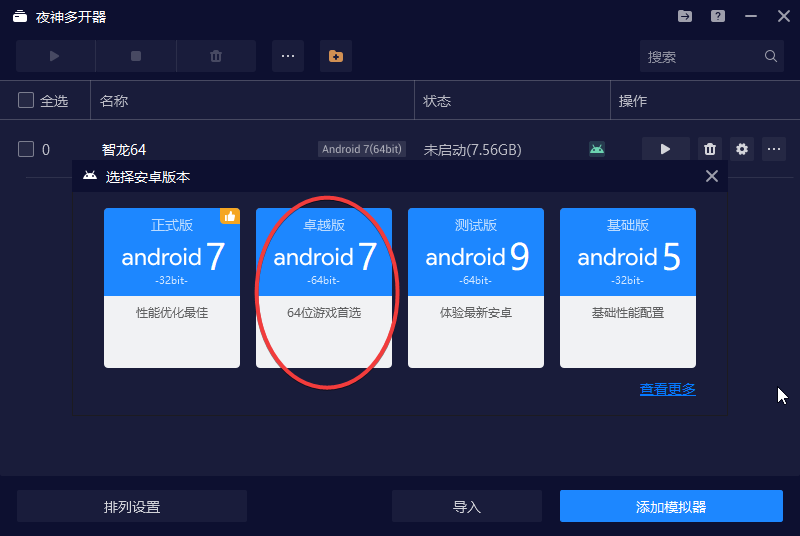 夜神多开器
搜索
全选 名称 状态 操作
0 智龙64 Android 7(64bit) 未启动(7.56GB)
选择安卓版本
正式版
android 7
-32bit-
性能优化最佳
卓越版
android 7
-64bit-
64位游戏首选
测试版
android 9
-64bit-
体验最新安卓
基础版
android 5
-32bit-
基础性能配置
查看更多
排列设置 导入 添加模拟器